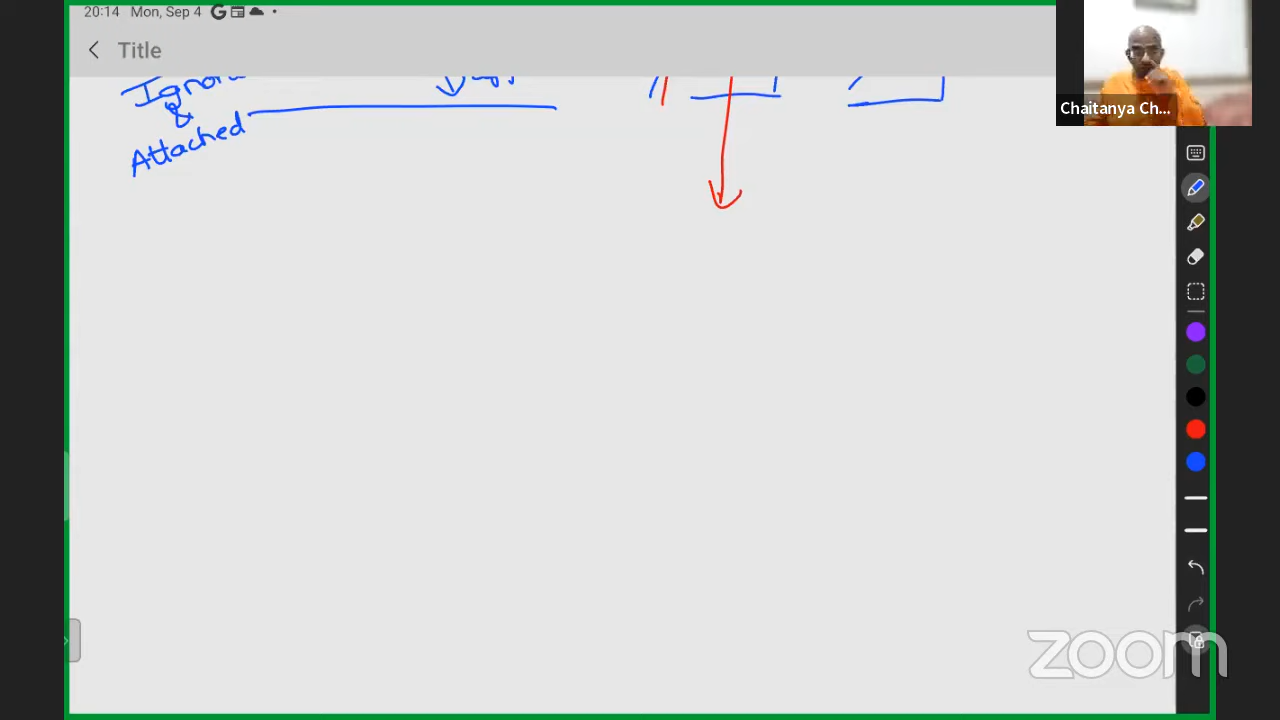 20:14 Mon, Sep 4 G
Title
Chaitanya Ch...
&
Attached
zoom